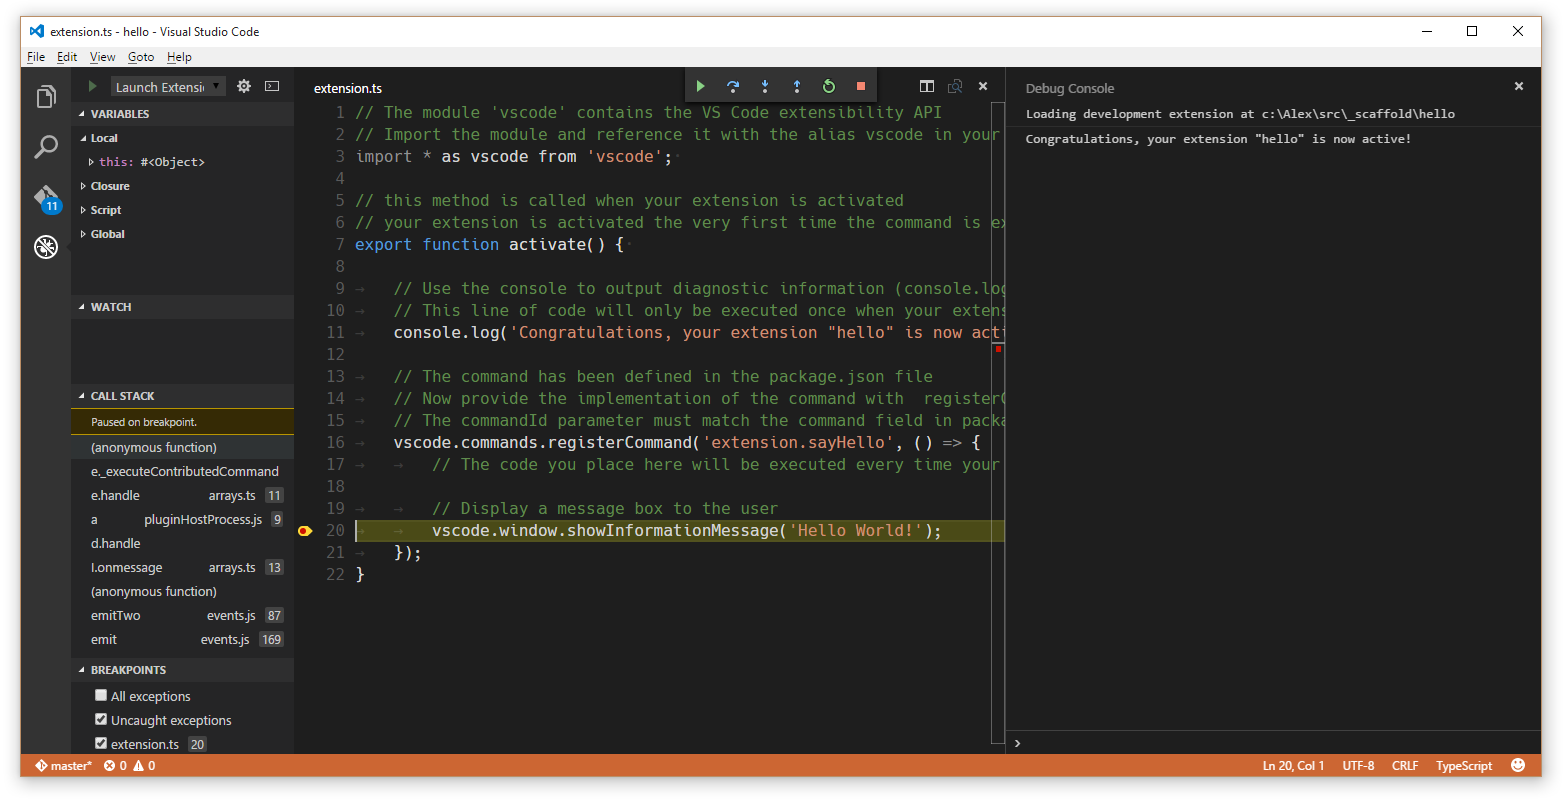 extension.ts - hello - Visual Studio Code
File Edit View Goto Help
Launch Extensi
VARIABLES
Local
this: #<Object>
Closure
Script
Global
WATCH
CALL STACK
Paused on breakpoint.
(anonymous function)
e._executeContributedCommand
e.handle arrays.ts 11
a pluginHostProcess.js 9
d.handle
l.onmessage arrays.ts 13
(anonymous function)
emitTwo events.js 87
emit events.js 169
BREAKPOINTS
All exceptions
Uncaught exceptions
extension.ts 20
11
extension.ts
1 // The module 'vscode' contains the VS Code extensibility API
2 // Import the module and reference it with the alias vscode in your
3 import * as vscode from 'vscode';
4
5 // this method is called when your extension is activated
6 // your extension is activated the very first time the command is ex
7 export function activate() {
8
9 // Use the console to output diagnostic information (console.log
10 // This line of code will only be executed once when your extens
11 console.log('Congratulations, your extension "hello" is now acti
12
13 // The command has been defined in the package.json file
14 // Now provide the implementation of the command with  registerC
15 // The commandId parameter must match the command field in packa
16 vscode.commands.registerCommand('extension.sayHello', () => {
17 // The code you place here will be executed every time your
18
19 // Display a message box to the user
20 vscode.window.showInformationMessage('Hello World!');
21 });
22 }
Debug Console
Loading development extension at c:\Alex\src\_scaffold\hello
Congratulations, your extension "hello" is now active!
master* 0 0 Ln 20, Col 1 UTF-8 CRLF TypeScript